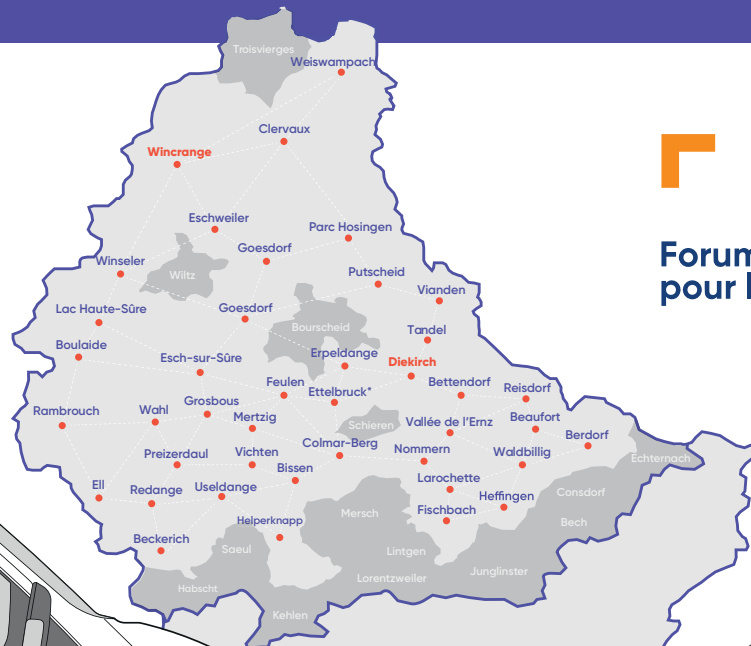 Troisvierges
Weiswampach
Clervaux
Wincrange
Eschweiler
Parc Hosingen
Goesdorf
Winseler
Wiltz
Putscheid
Vianden
Lac Haute-Sûre
Goesdorf
Bourscheid
Tandel
Boulaide
Esch-sur-Sûre
Erpeldange
Diekirch
Feulen
Ettelbruck*
Bettendorf
Reisdorf
Rambrouch
Wahl
Grosbous
Mertzig
Schieren
Vallée de l'Ernz
Beaufort
Berdorf
Preizerdaul
Vichten
Colmar-Berg
Nommern
Waldbillig
Echternach
Bissen
Ell
Redange
Useldange
Larochette
Heffingen
Consdorf
Helperknapp
Mersch
Fischbach
Bech
Beckerich
Saeul
Lintgen
Habscht
Lorentzweiler
Junglinster
Kehlen
Forum
pour l